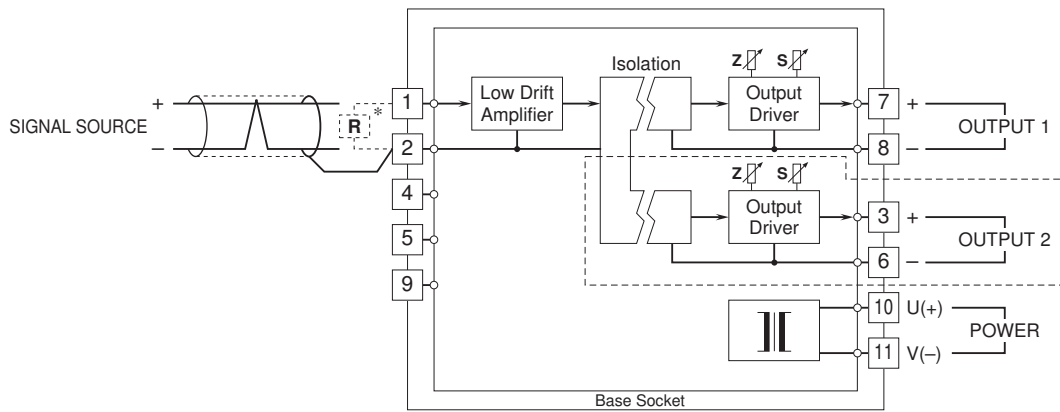 Isolation
Z S
1
Low Drift
Amplifier
Output
Driver
7 +
SIGNAL SOURCE
+
–
R
*
OUTPUT 1
2
8 –
4
Z S
5
Output
Driver
3 +
OUTPUT 2
6 –
9
10 U(+)
POWER
11 V(–)
Base Socket